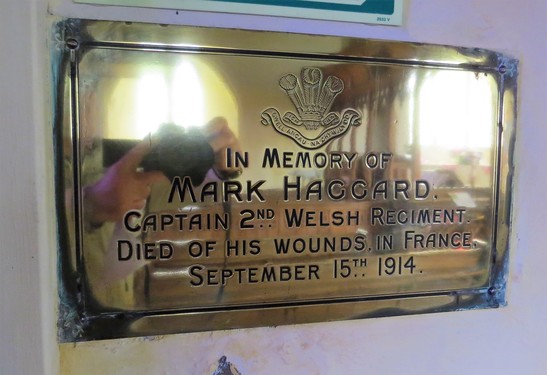 IN MEMORY OF
MARK HAGGARD.
CAPTAIN 2ND WELSH REGIMENT.
DIED OF HIS WOUNDS, IN FRANCE,
SEPTEMBER 15TH 1914.